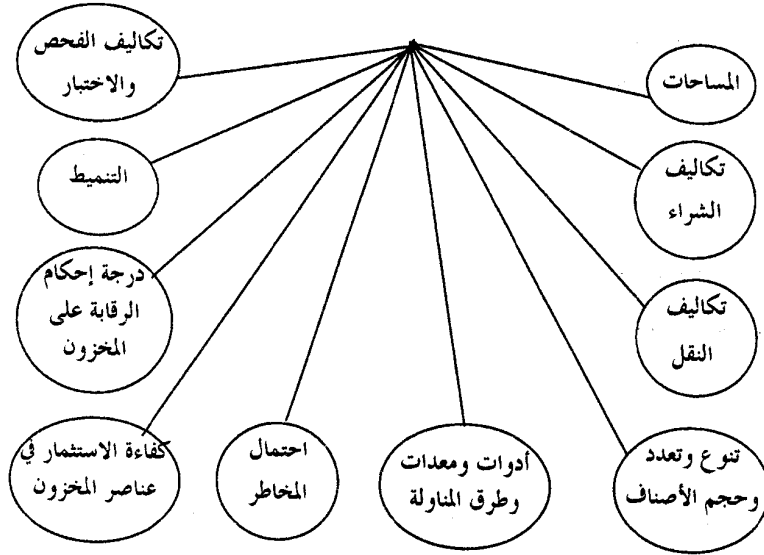 المساحات
تكاليف
الشراء
تكاليف
النقل
تنوع وتعدد
وحجم الأصناف
أدوات ومعدات
وطرق المناولة
احتمال
المخاطر
كفاءة الاستثمار في
عناصر المخزون
درجة إحكام
الرقابة على
المخزون
التنميط
تكاليف الفحص
والاختبار